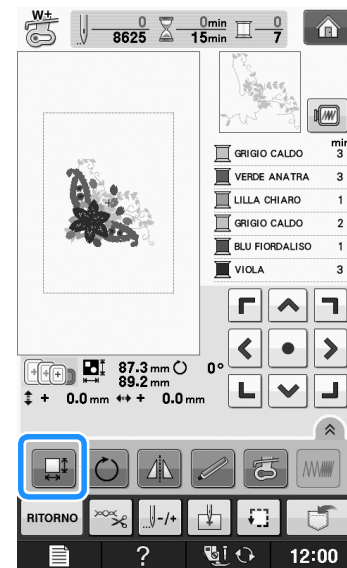 W+
0 0min 0
8625 15min 7
min
GRIGIO CALDO 3
VERDE ANATRA 3
LILLA CHIARO 1
GRIGIO CALDO 2
BLU FIORDALISO 1
VIOLA 3
87.3 mm 0°
89.2 mm
+ 0.0 mm + 0.0 mm
RITORNO -/+
? 12:00